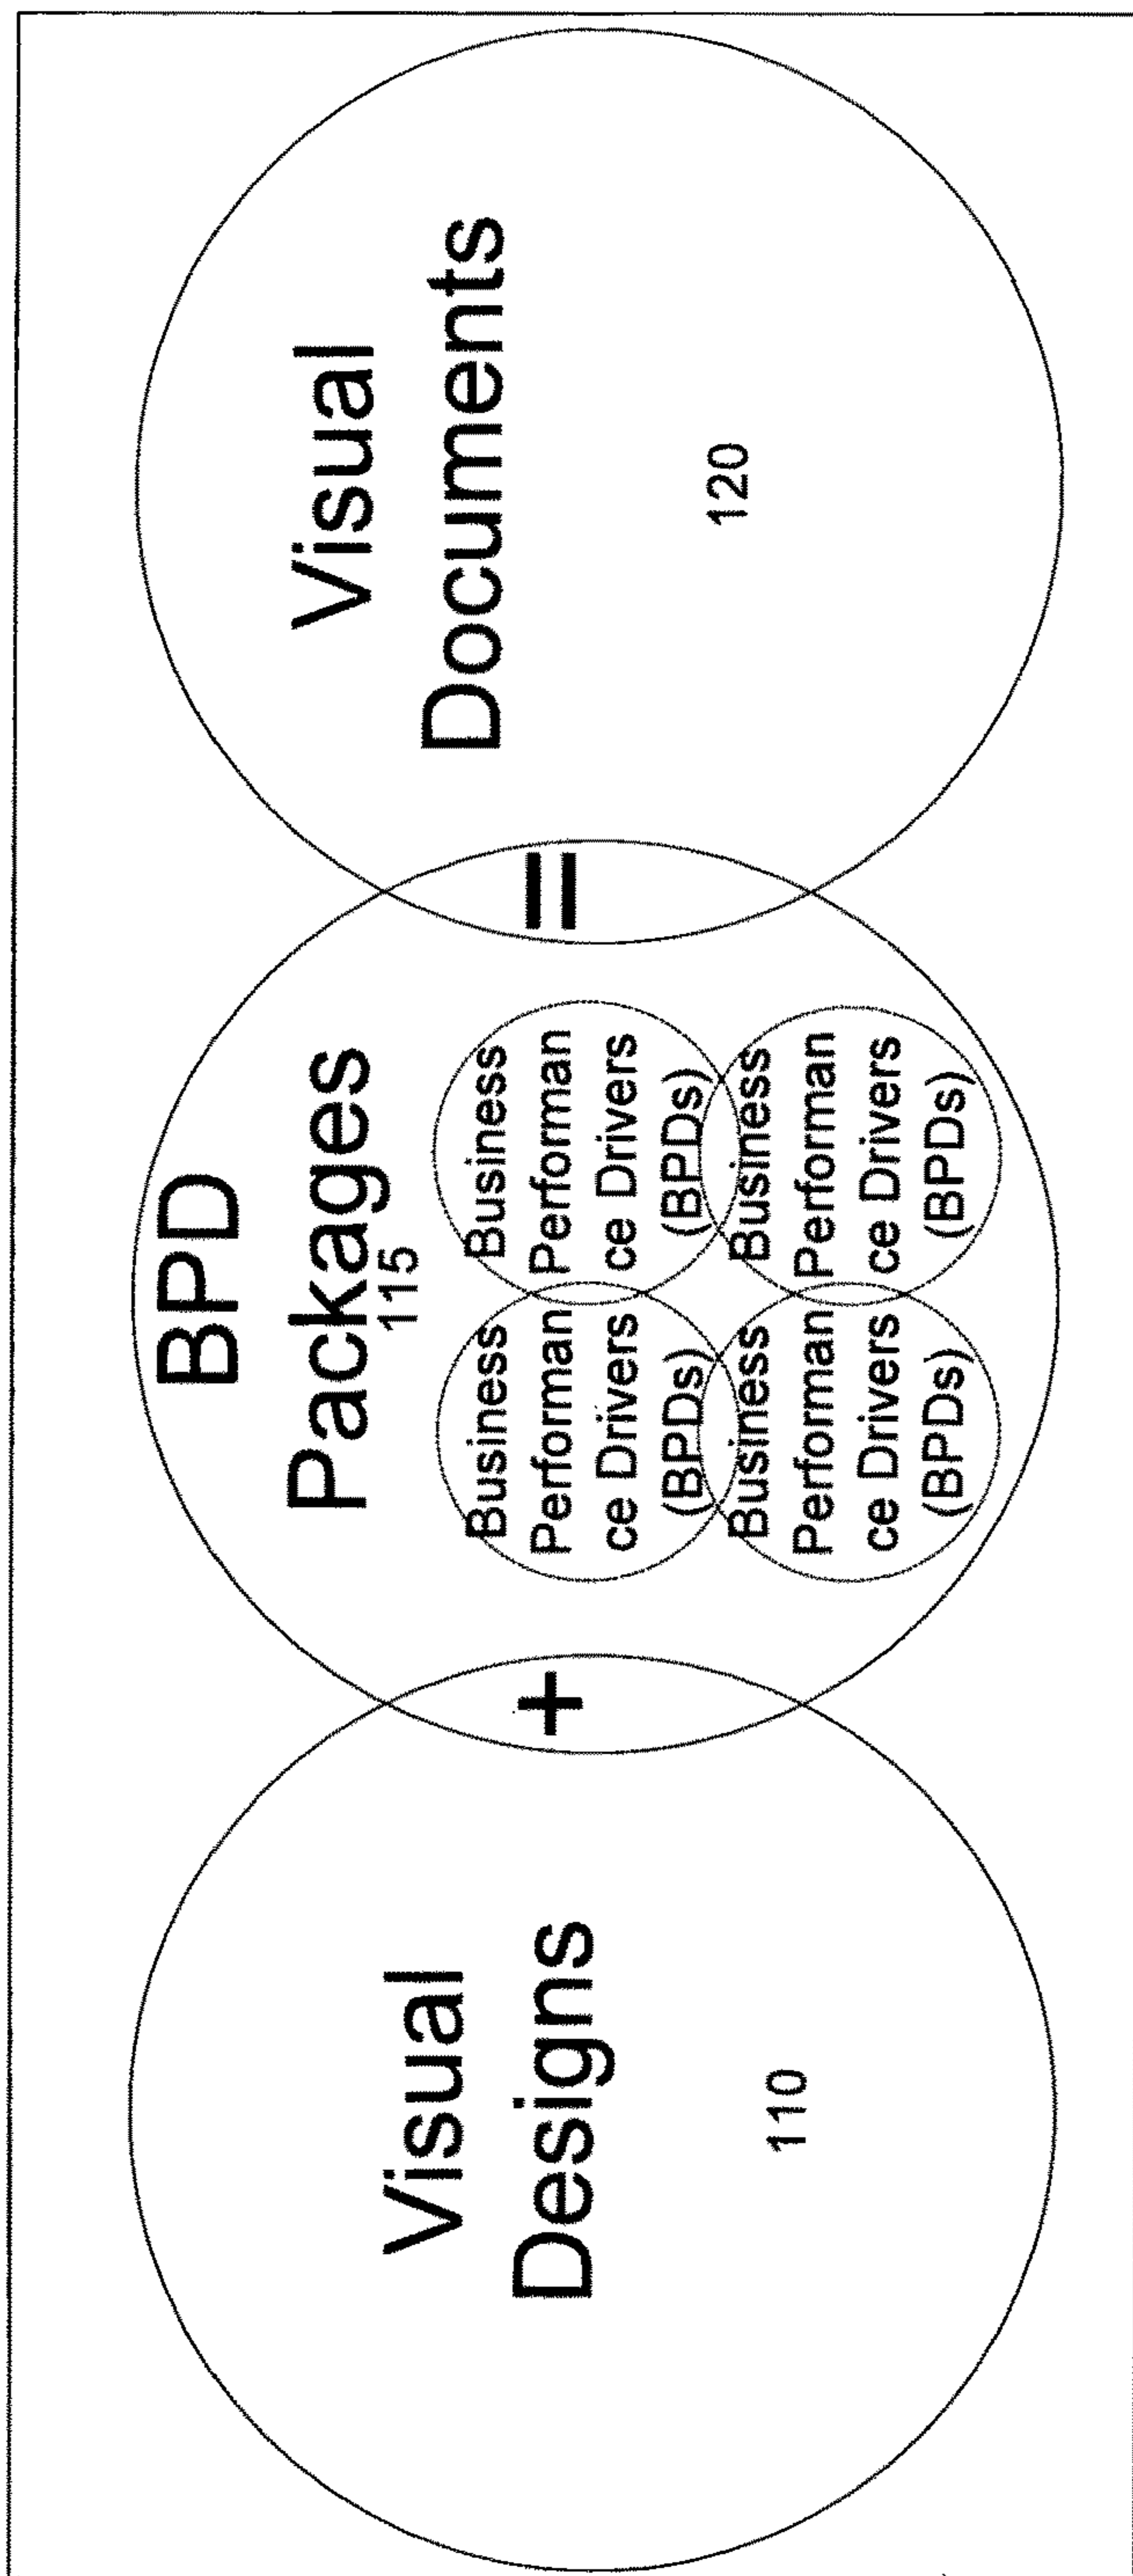 Visual
Designs
110
+
BPD
Packages
115
Business
Performan
ce Drivers
(BPDs)
Business
Performan
ce Drivers
(BPDs)
Business
Performan
ce Drivers
(BPDs)
Business
Performan
ce Drivers
(BPDs)
=
Visual
Documents
120